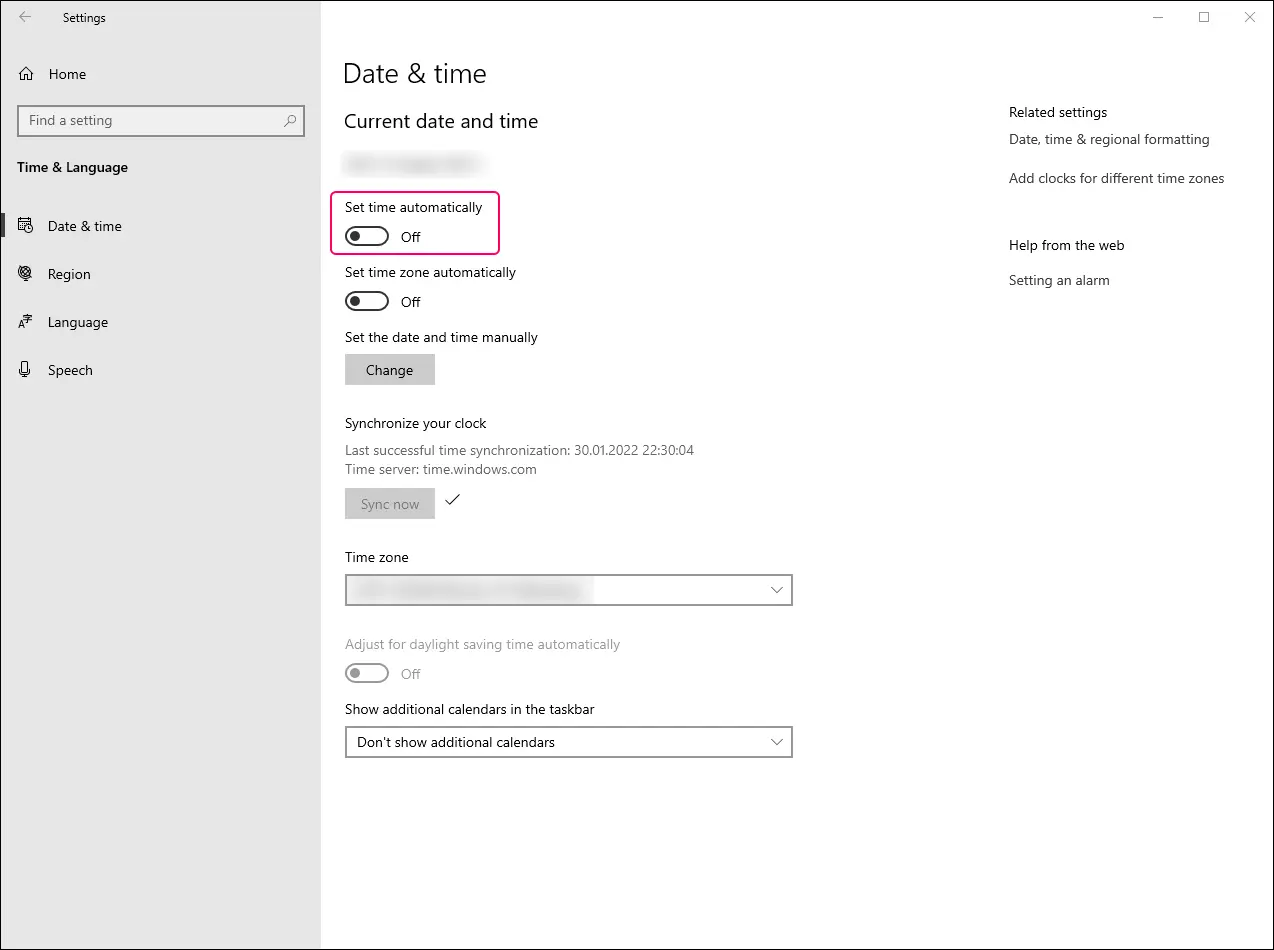 Settings
Home
Find a setting
Time & Language
Date & time
Region
Language
Speech
Date & time
Current date and time
Set time automatically
Off
Set time zone automatically
Off
Set the date and time manually
Change
Synchronize your clock
Last successful time synchronization: 30.01.2022 22:30:04
Time server: time.windows.com
Sync now
Time zone
Adjust for daylight saving time automatically
Off
Show additional calendars in the taskbar
Don't show additional calendars
Related settings
Date, time & regional formatting
Add clocks for different time zones
Help from the web
Setting an alarm